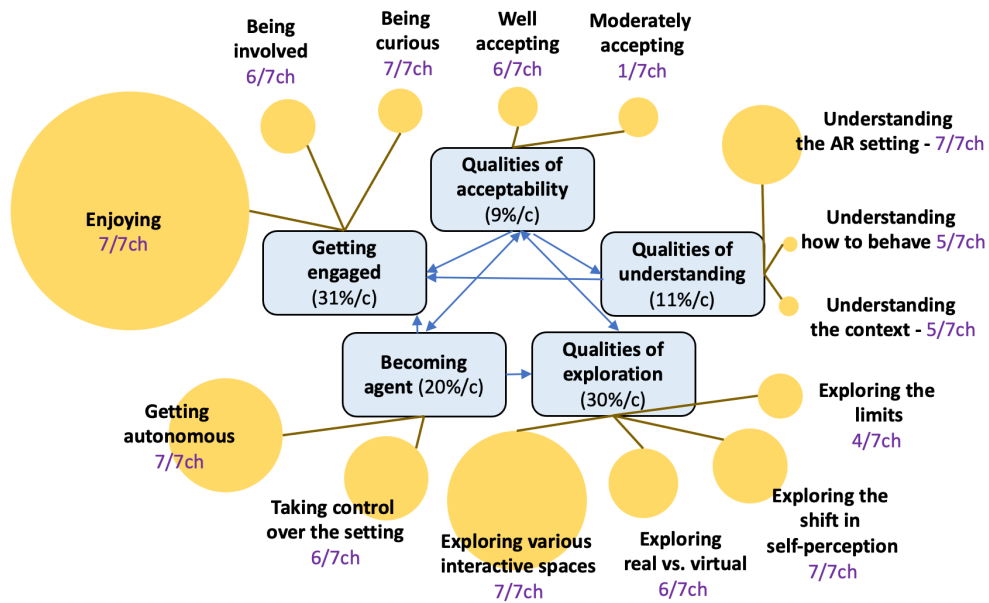 Being
involved
6/7ch
Being
curious
7/7ch
Well
accepting
6/7ch
Moderately
accepting
1/7ch
Understanding
the AR setting - 7/7ch
Enjoying
7/7ch
Qualities of
acceptability
(9%/c)
Getting
engaged
(31%/c)
Qualities of
understanding
(11%/c)
Understanding
how to behave 5/7ch
Understanding
the context - 5/7ch
Becoming
agent (20%/c)
Qualities of
exploration
(30%/c)
Getting
autonomous
7/7ch
Exploring the
limits
4/7ch
Taking control
over the setting
6/7ch
Exploring various
interactive spaces
7/7ch
Exploring
real vs. virtual
6/7ch
Exploring the
shift in
self-perception
7/7ch